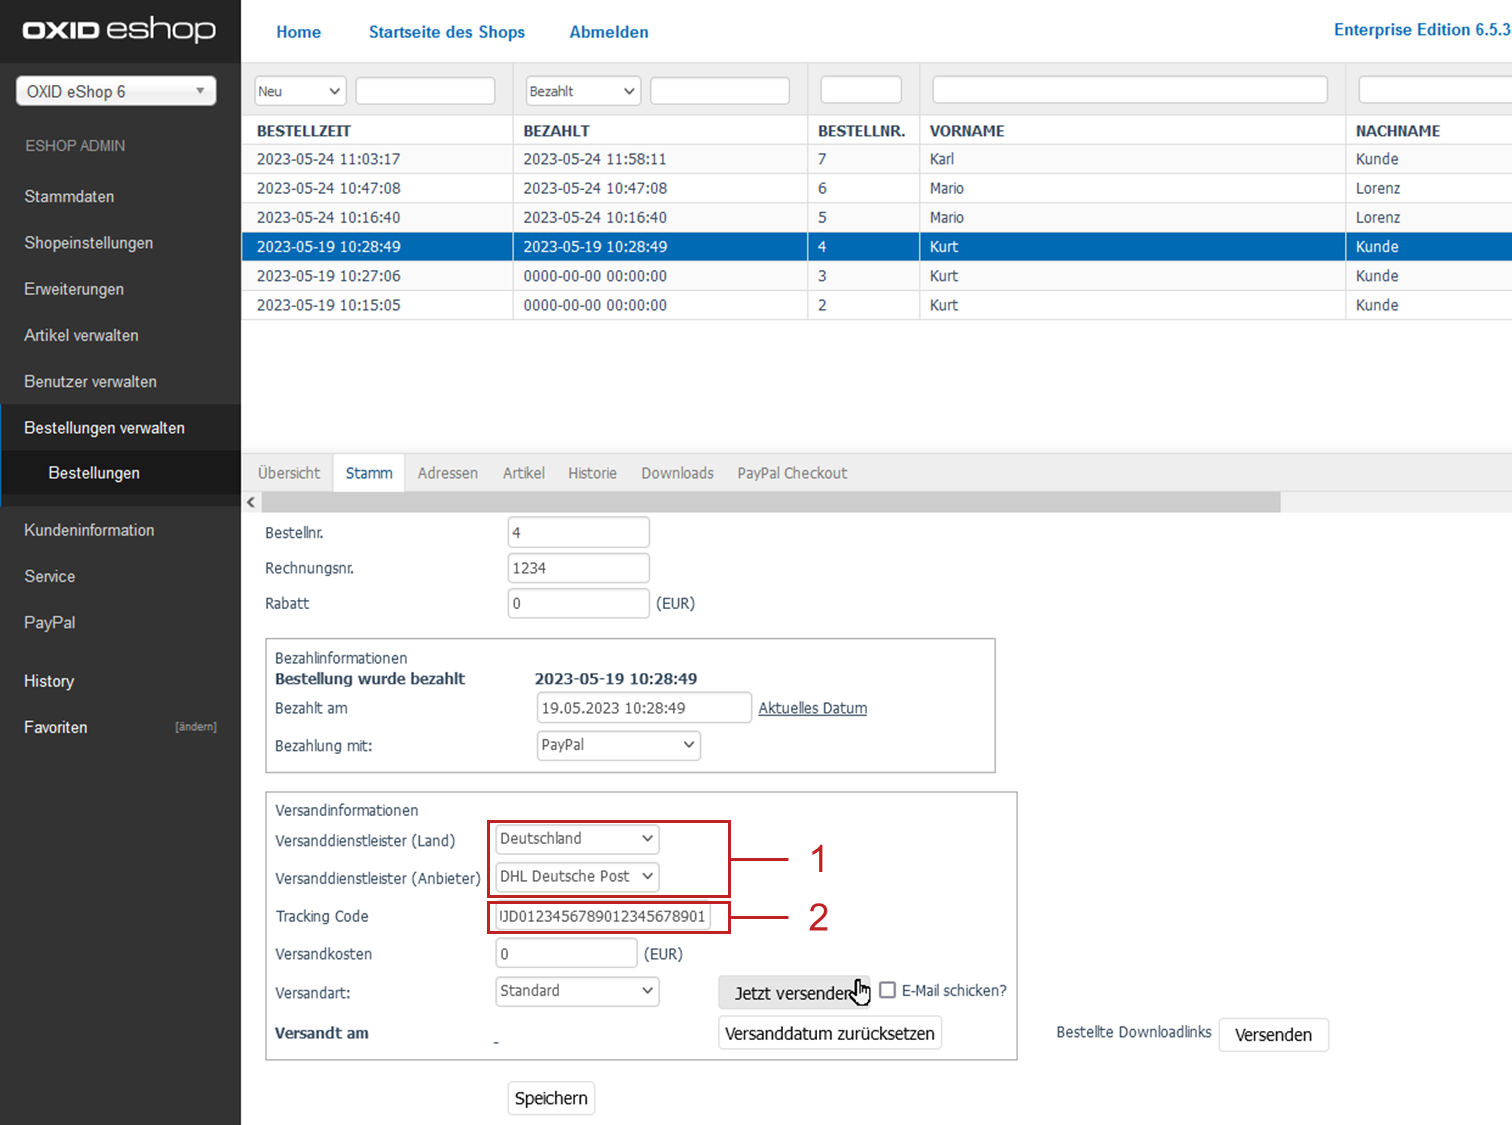 OXID eshop
Home Startseite des Shops Abmelden
Enterprise Edition 6.5.3
OXID eShop 6
ESHOP ADMIN
Stammdaten
Shopeinstellungen
Erweiterungen
Artikel verwalten
Benutzer verwalten
Bestellungen verwalten
Bestellungen
Kundeninformation
Service
PayPal
History
Favoriten [ändern]
Neu Bezahlt
BESTELLZEIT BEZAHLT BESTELLNR. VORNAME NACHNAME
2023-05-24 11:03:17 2023-05-24 11:58:11 7 Karl Kunde
2023-05-24 10:47:08 2023-05-24 10:47:08 6 Mario Lorenz
2023-05-24 10:16:40 2023-05-24 10:16:40 5 Mario Lorenz
2023-05-19 10:28:49 2023-05-19 10:28:49 4 Kurt Kunde
2023-05-19 10:27:06 0000-00-00 00:00:00 3 Kurt Kunde
2023-05-19 10:15:05 0000-00-00 00:00:00 2 Kurt Kunde
Übersicht Stamm Adressen Artikel Historie Downloads PayPal Checkout
Bestellnr. 4
Rechnungsnr. 1234
Rabatt 0 (EUR)
Bezahlinformationen
Bestellung wurde bezahlt 2023-05-19 10:28:49
Bezahlt am 19.05.2023 10:28:49 Aktuelles Datum
Bezahlung mit: PayPal
Versandinformationen
Versanddienstleister (Land) Deutschland
1
Versanddienstleister (Anbieter) DHL Deutsche Post
Tracking Code JD0123456789012345678901 2
Versandkosten 0 (EUR)
Versandart: Standard Jetzt versenden E-Mail schicken?
Versandt am - Versanddatum zurücksetzen
Bestellte Downloadlinks Versenden
Speichern